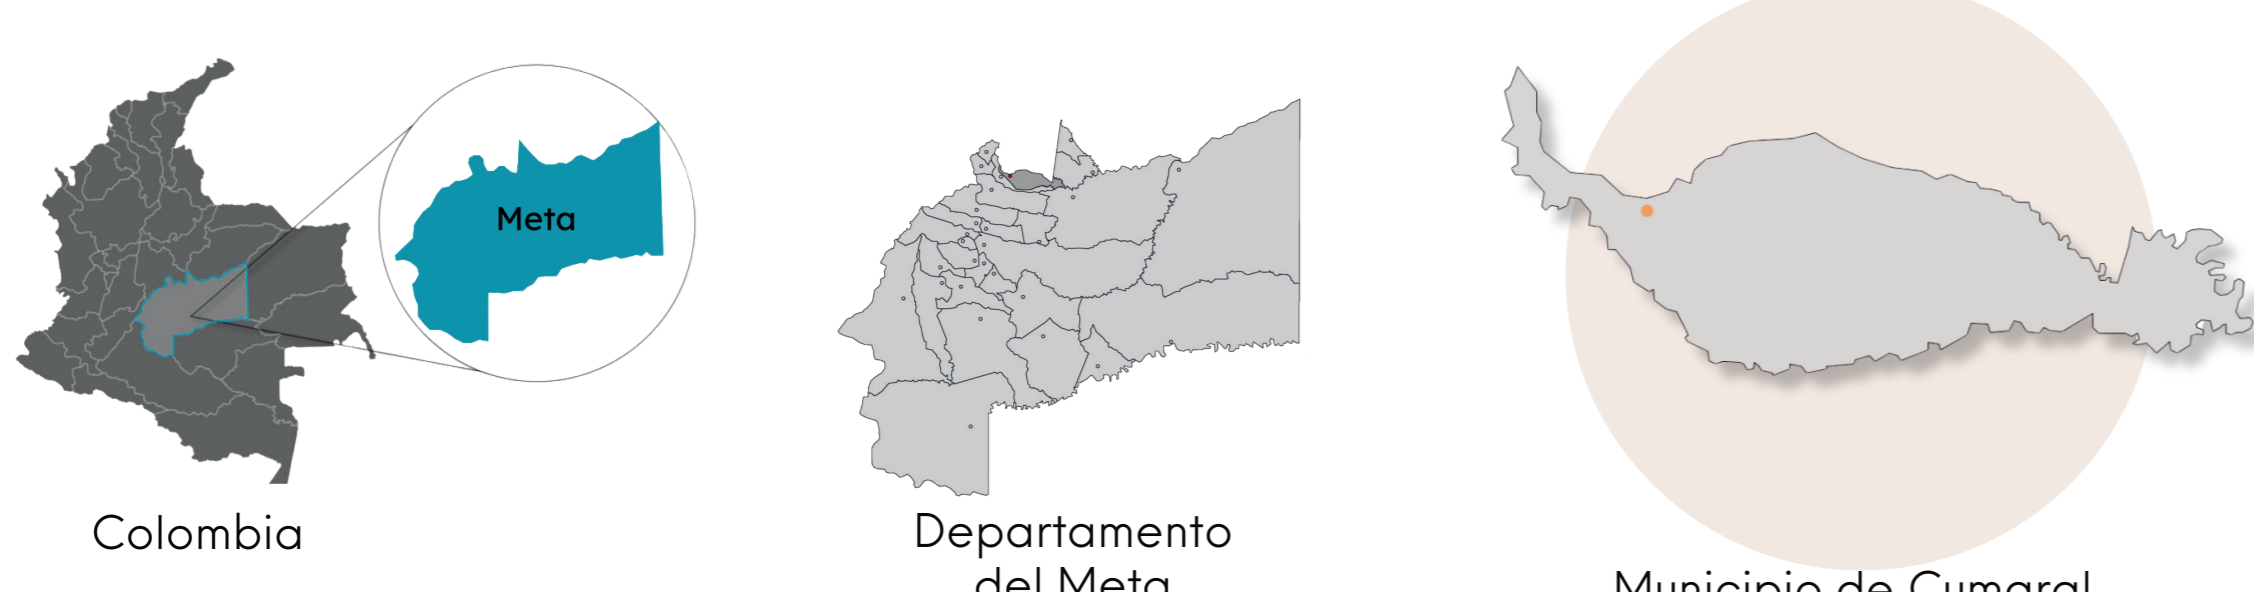 Meta
Colombia
Departamento
del Meta
Municipio de Cumaral